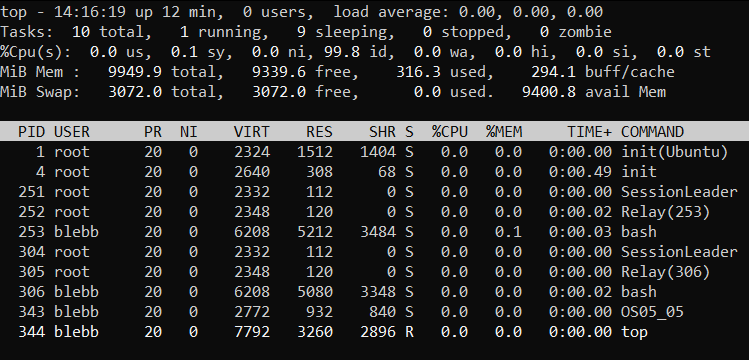 top - 14:16:19 up 12 min,  0 users,  load average: 0.00, 0.00, 0.00
Tasks:  10 total,   1 running,   9 sleeping,   0 stopped,   0 zombie
%Cpu(s):  0.0 us,  0.1 sy,  0.0 ni, 99.8 id,  0.0 wa,  0.0 hi,  0.0 si,  0.0 st
MiB Mem :   9949.9 total,   9339.6 free,    316.3 used,    294.1 buff/cache
MiB Swap:   3072.0 total,   3072.0 free,      0.0 used.   9400.8 avail Mem
PID USER      PR  NI    VIRT    RES    SHR S  %CPU  %MEM     TIME+ COMMAND
1 root      20   0    2324   1512   1404 S   0.0   0.0   0:00.00 init(Ubuntu)
4 root      20   0    2640    308     68 S   0.0   0.0   0:00.49 init
251 root      20   0    2332    112      0 S   0.0   0.0   0:00.00 SessionLeader
252 root      20   0    2348    120      0 S   0.0   0.0   0:00.02 Relay(253)
253 blebb     20   0    6208   5212   3484 S   0.0   0.1   0:00.03 bash
304 root      20   0    2332    112      0 S   0.0   0.0   0:00.00 SessionLeader
305 root      20   0    2348    120      0 S   0.0   0.0   0:00.00 Relay(306)
306 blebb     20   0    6208   5080   3348 S   0.0   0.0   0:00.02 bash
343 blebb     20   0    2772    932    840 S   0.0   0.0   0:00.00 OS05_05
344 blebb     20   0    7792   3260   2896 R   0.0   0.0   0:00.00 top